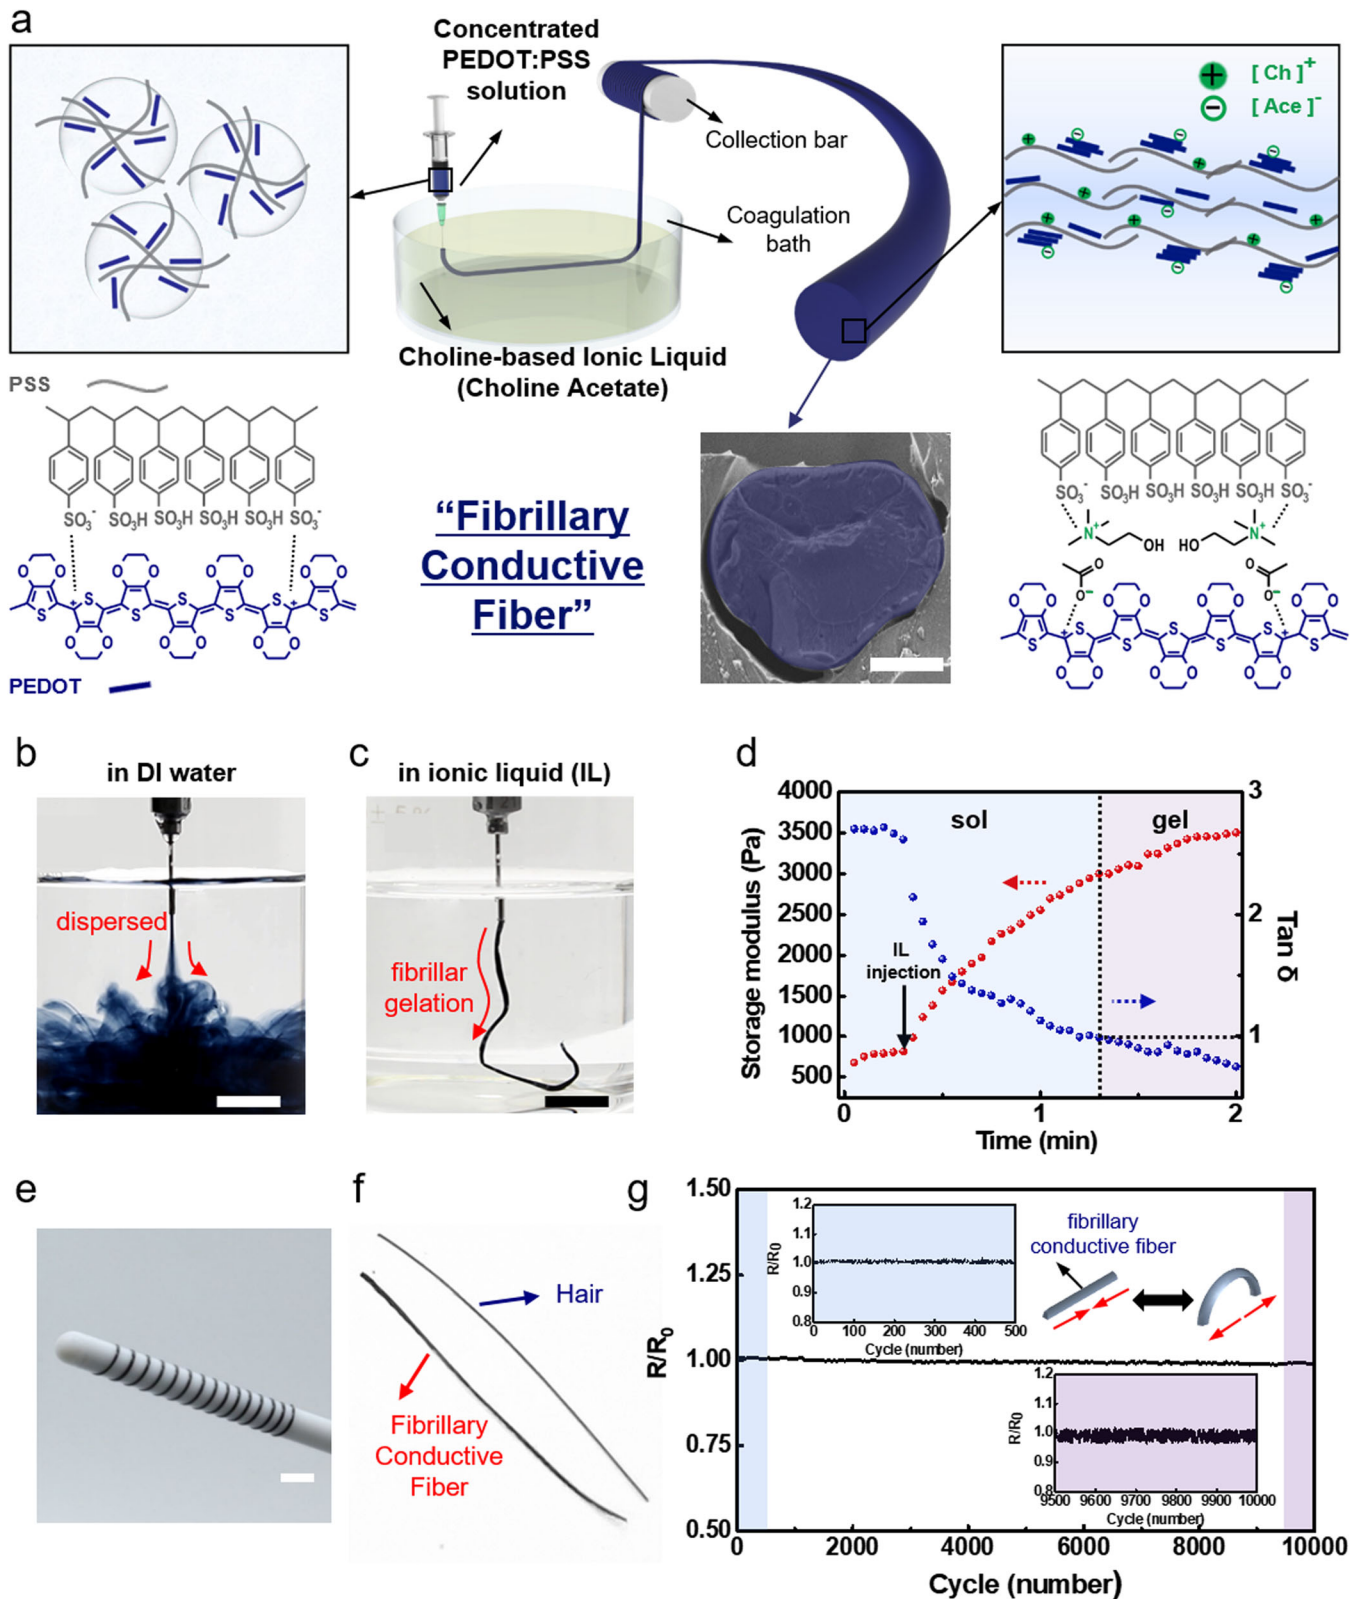 a
Concentrated
PEDOT:PSS
solution
Collection bar
Coagulation
bath
Choline-based Ionic Liquid
(Choline Acetate)
[ Ch ]+
[ Ace ]-
PSS
SO3- SO3H SO3H SO3H SO3H SO3-
PEDOT
“Fibrillary
Conductive
Fiber”
SO3- SO3H SO3H SO3H SO3H SO3-
N+ OH HO N+
O O- O O-
b
in DI water
dispersed
c
in ionic liquid (IL)
± 5 %
fibrillar
gelation
d
Storage modulus (Pa)
4000
3500
3000
2500
2000
1500
1000
500
sol
gel
IL
injection
3
2
1
Tan δ
0 1 2
Time (min)
e
f
Hair
Fibrillary
Conductive
Fiber
g
R/R0
1.50
1.25
1.00
0.75
0.50
0 2000 4000 6000 8000 10000
Cycle (number)
R/R0
1.2
1.1
1.0
0.9
0.8
0 100 200 300 400 500
Cycle (number)
fibrillary
conductive fiber
R/R0
1.2
1.1
1.0
0.9
0.8
9500 9600 9700 9800 9900 10000
Cycle (number)